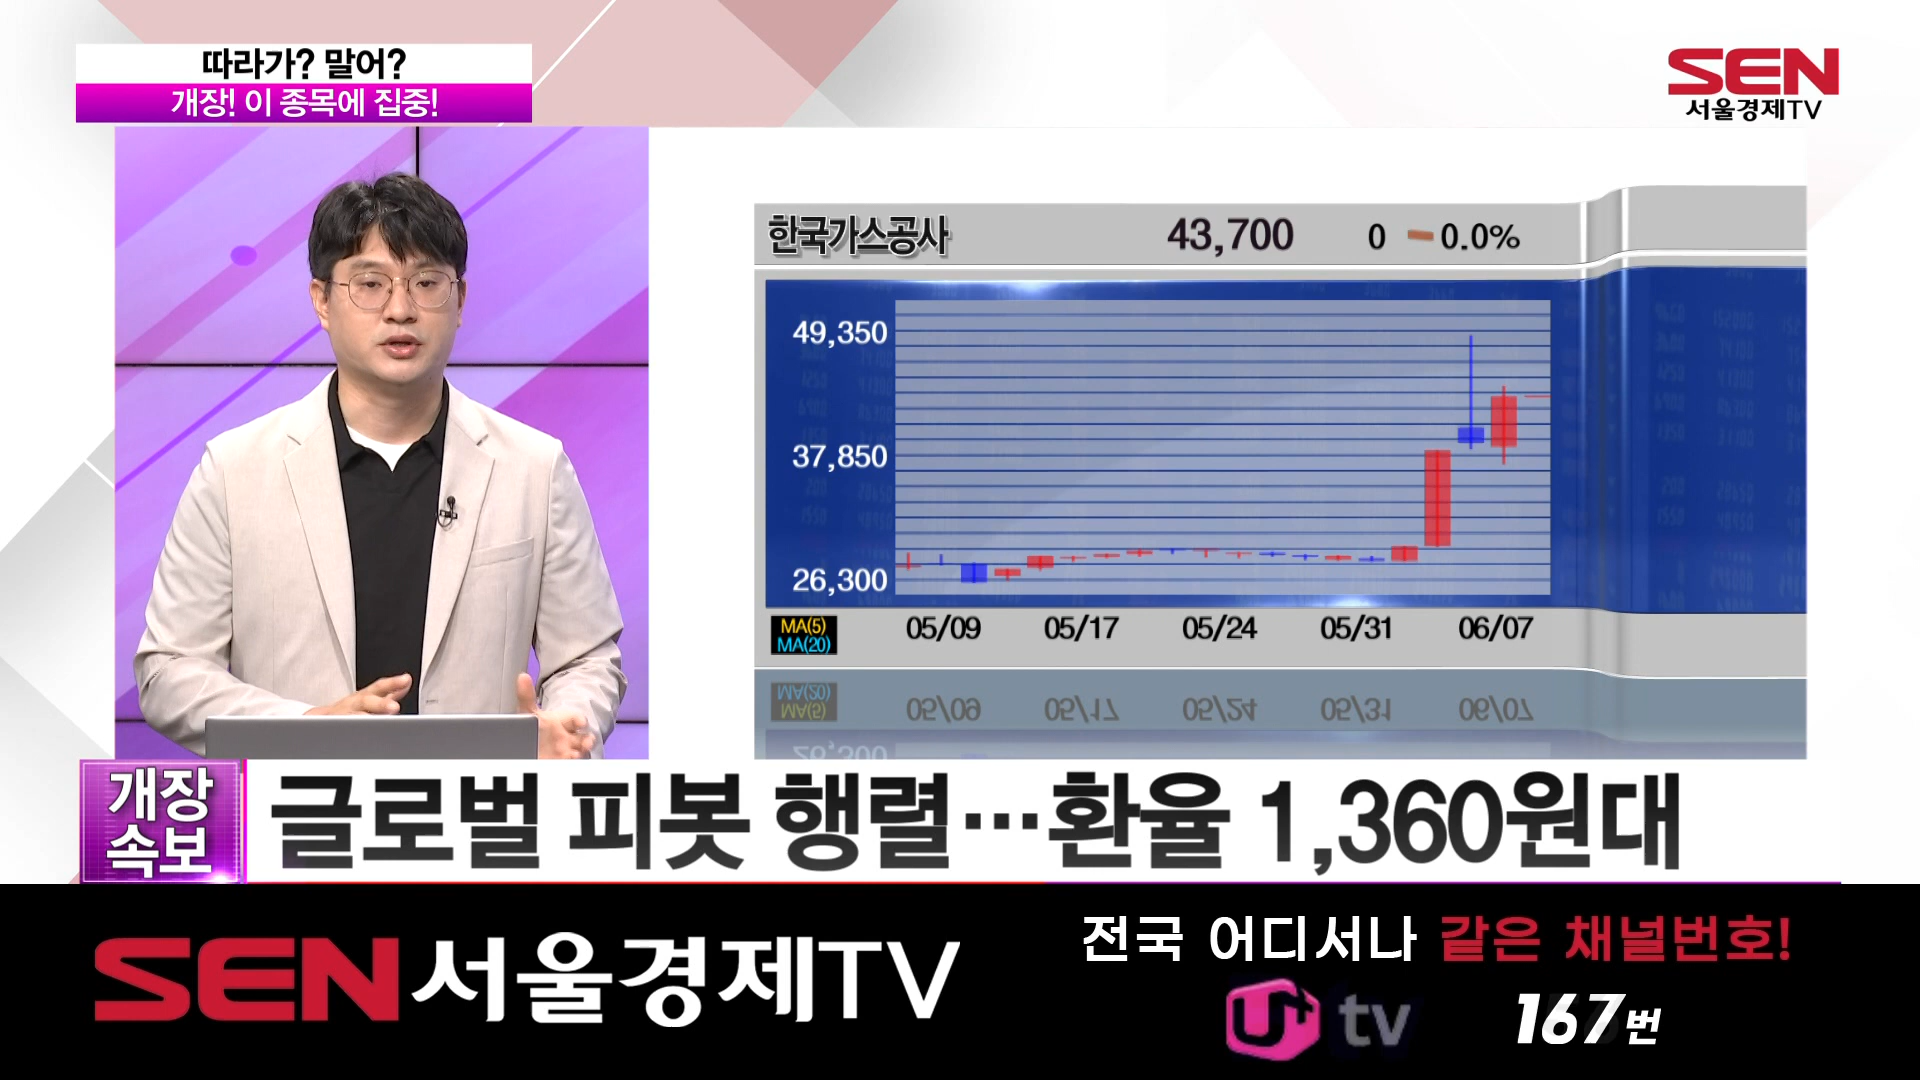 따라가? 말어?
개장! 이 종목에 집중!
SEN
서울경제TV
한국가스공사 43,700 0 0.0%
49,350
37,850
26,300
MA(5)
MA(20)
05/09 05/17 05/24 05/31 06/07
개장
속보
글로벌 피봇 행렬…환율 1,360원대
SEN 서울경제TV
전국 어디서나 같은 채널번호!
U+ tv 167번